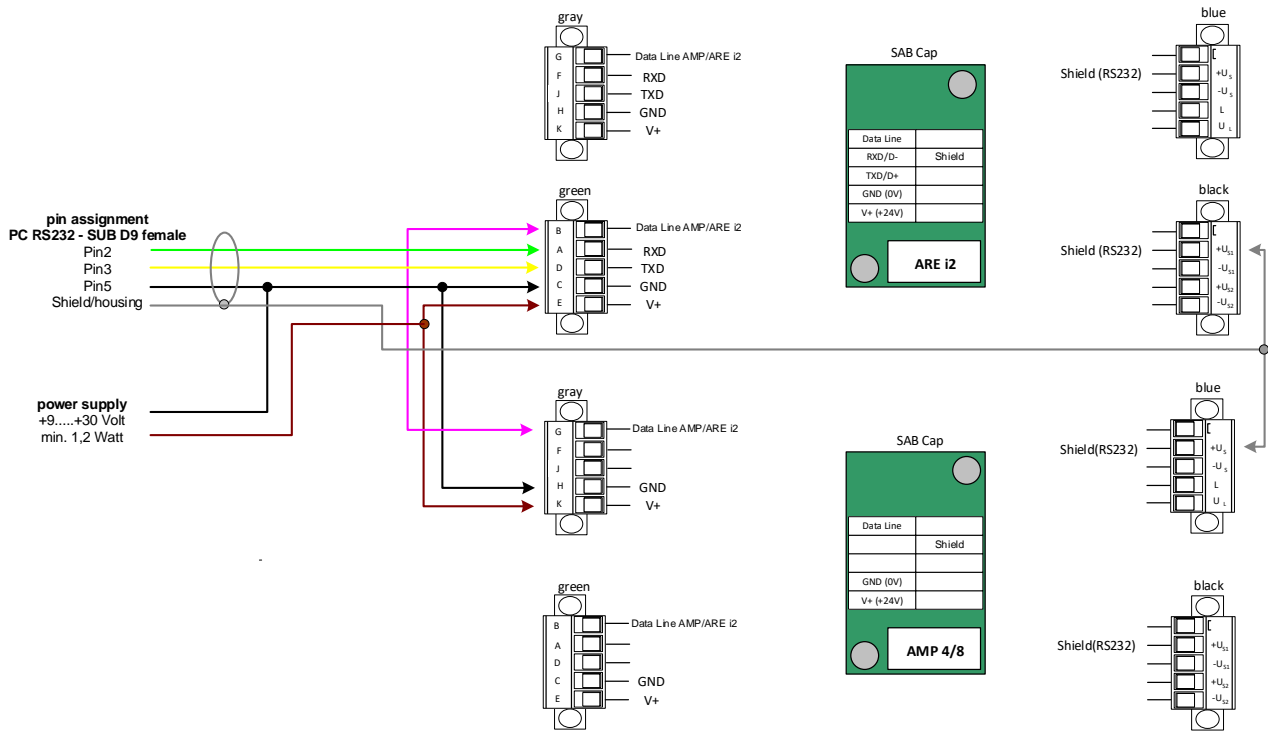 gray
G
Data Line AMP/ARE i2
F
RXD
J
TXD
H
GND
K
V+
SAB Cap
Data Line
RXD/D-
Shield
TXD/D+
GND (0V)
V+ (+24V)
ARE i2
blue
[
Shield (RS232)
+US
-US
L
UL
pin assignment
PC RS232 - SUB D9 female
Pin2
Pin3
Pin5
Shield/housing
green
B
Data Line AMP/ARE i2
A
RXD
D
TXD
C
GND
E
V+
black
[
Shield (RS232)
+US1
-US1
+US2
-US2
power supply
+9.....+30 Volt
min. 1,2 Watt
gray
G
Data Line AMP/ARE i2
F
J
H
GND
K
V+
SAB Cap
Data Line
Shield
GND (0V)
V+ (+24V)
AMP 4/8
blue
[
Shield(RS232)
+US
-US
L
UL
-
green
B
Data Line AMP/ARE i2
A
D
C
GND
E
V+
black
[
Shield(RS232)
+US1
-US1
+US2
-US2